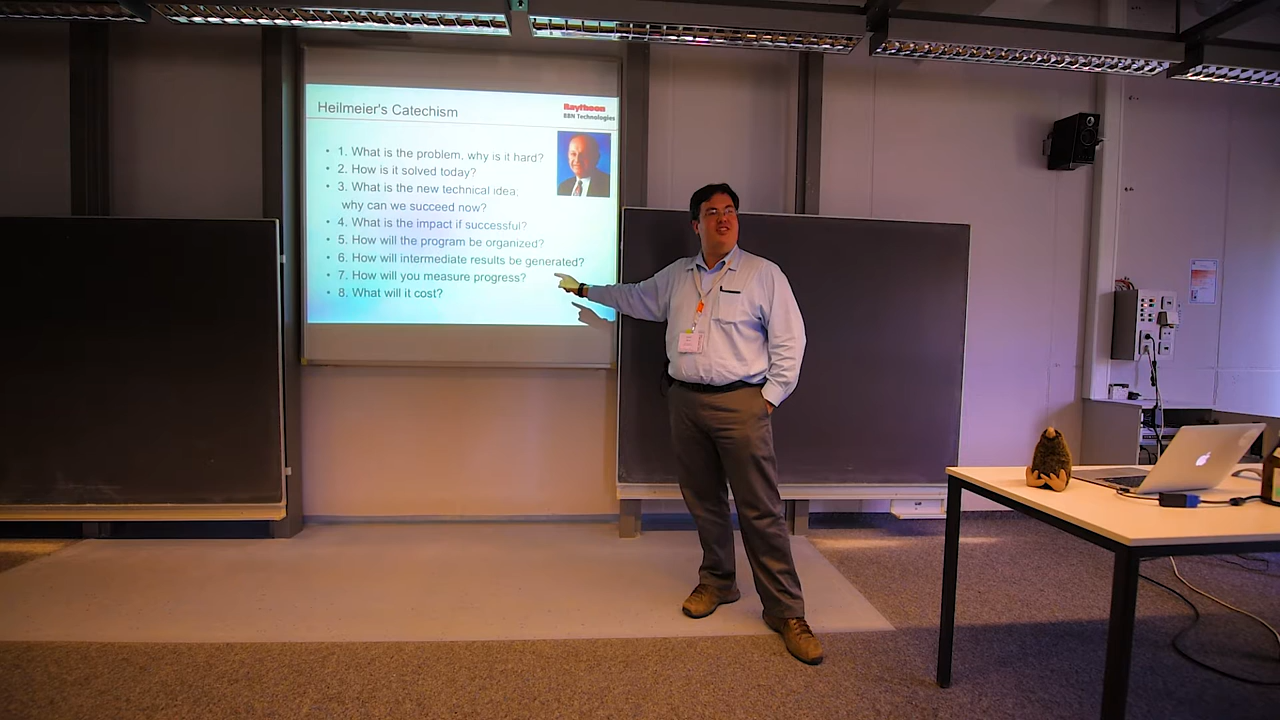 Heilmeier's Catechism
Raytheon
BBN Technologies
• 1. What is the problem, why is it hard?
• 2. How is it solved today?
• 3. What is the new technical idea;
why can we succeed now?
• 4. What is the impact if successful?
• 5. How will the program be organized?
• 6. How will intermediate results be generated?
• 7. How will you measure progress?
• 8. What will it cost?